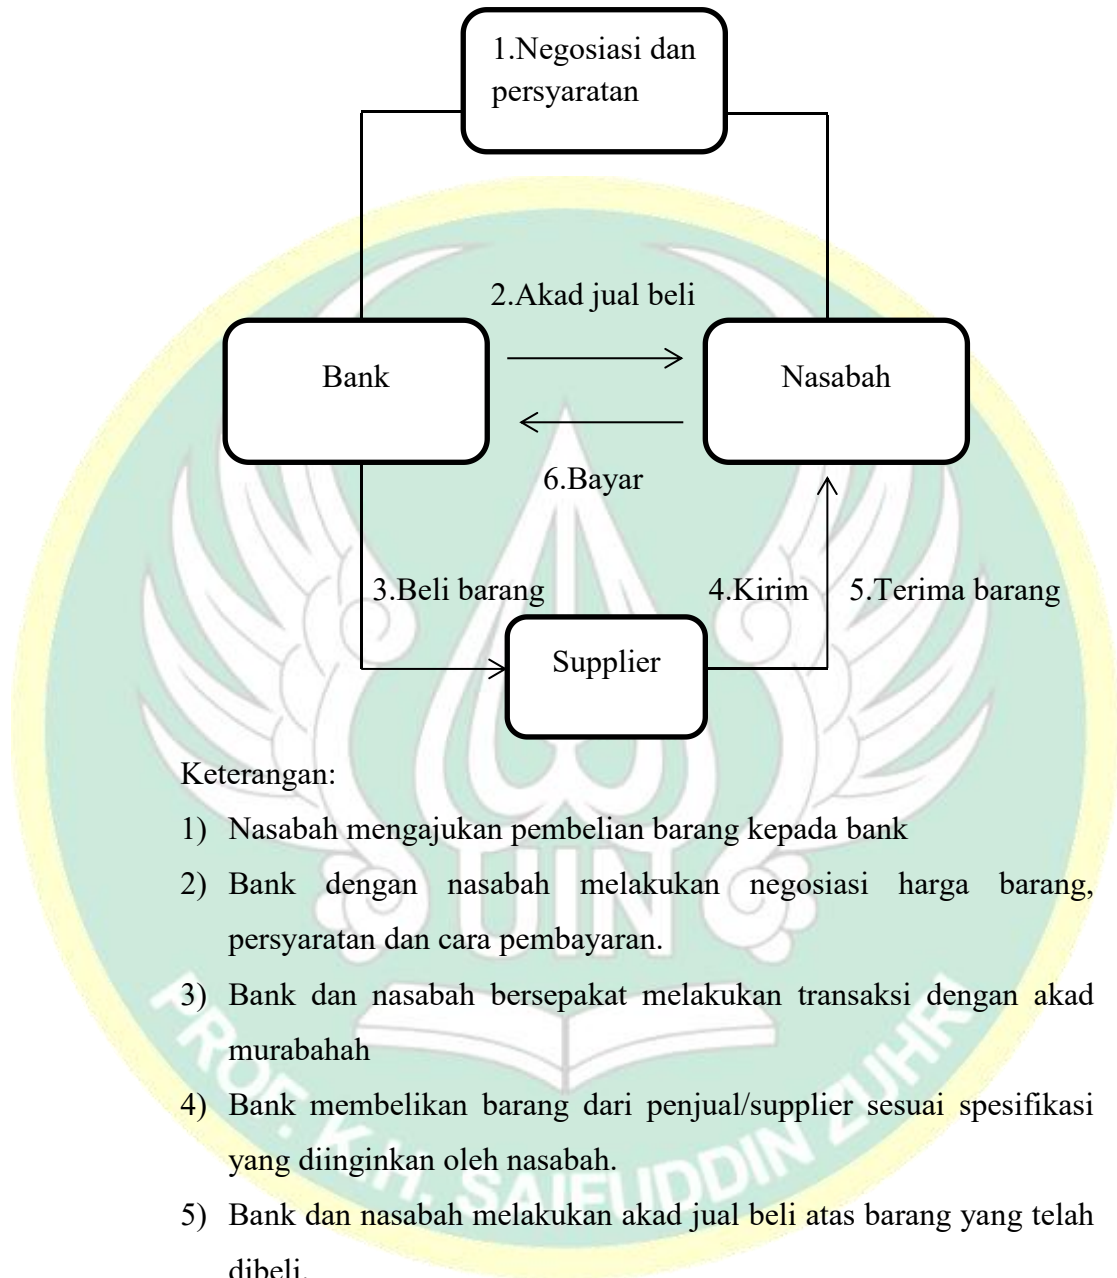 1.Negosiasi dan
persyaratan
2.Akad jual beli
Bank
Nasabah
6.Bayar
3.Beli barang
4.Kirim
5.Terima barang
Supplier
Keterangan:
1) Nasabah mengajukan pembelian barang kepada bank
2) Bank dengan nasabah melakukan negosiasi harga barang,
persyaratan dan cara pembayaran.
3) Bank dan nasabah bersepakat melakukan transaksi dengan akad
murabahah
4) Bank membelikan barang dari penjual/supplier sesuai spesifikasi
yang diinginkan oleh nasabah.
5) Bank dan nasabah melakukan akad jual beli atas barang yang telah
dibeli.
UIN
PROF. K.H. SAIFUDDIN ZUHRI